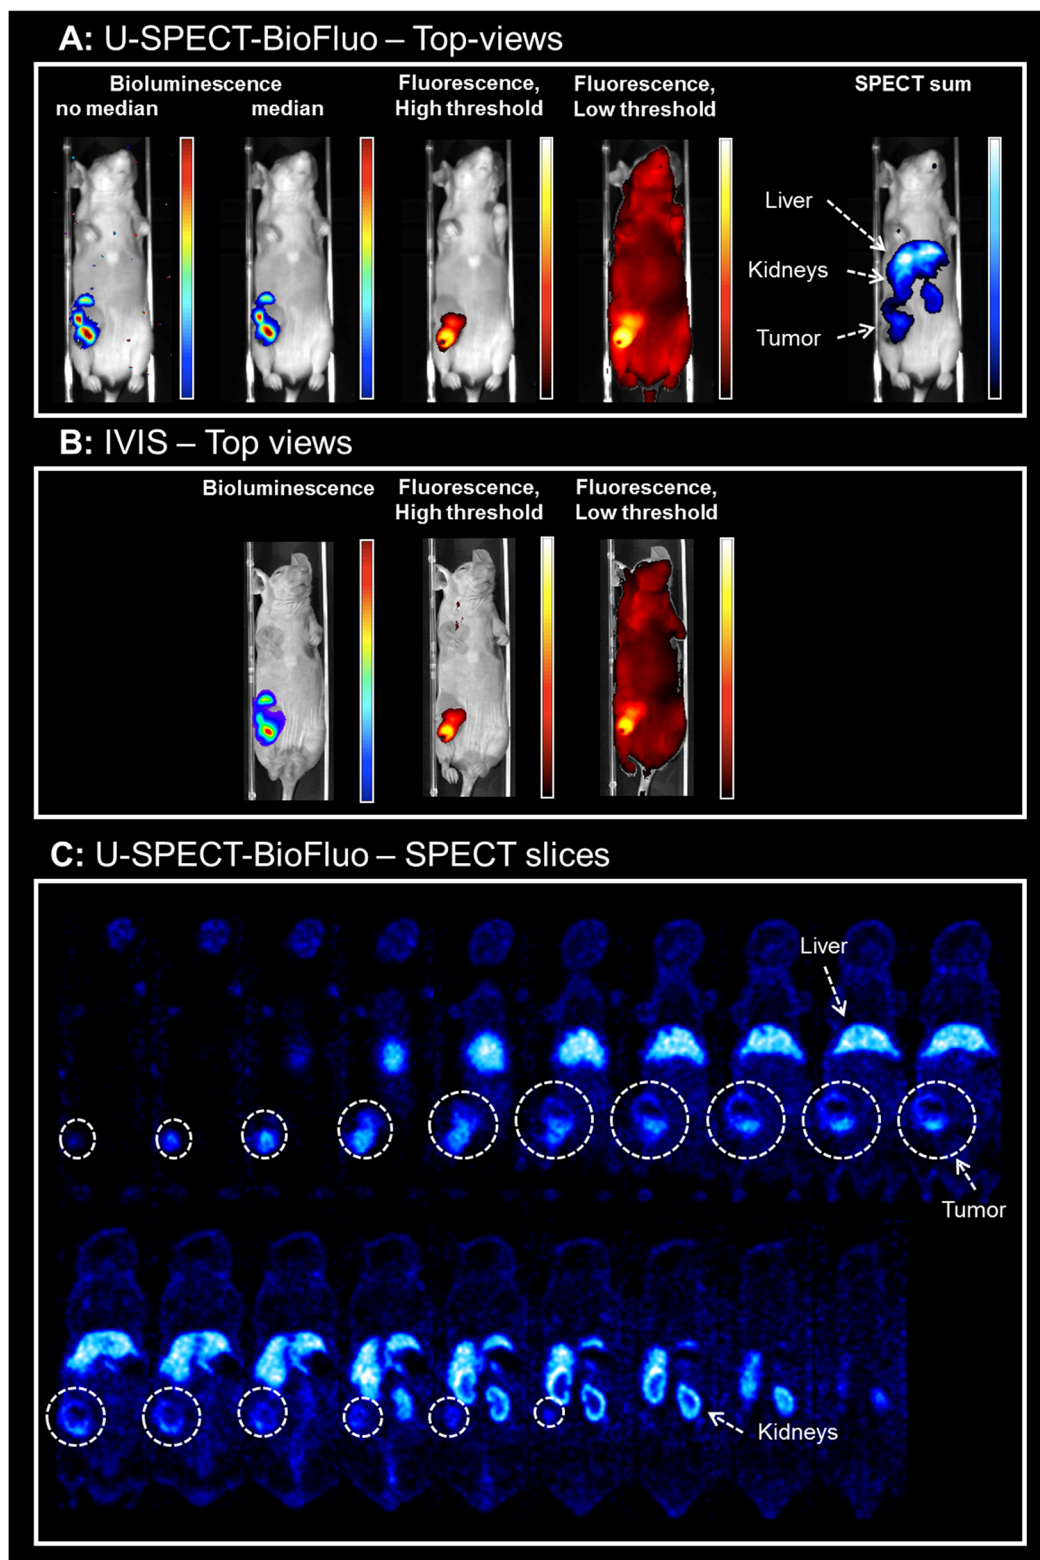 A: U-SPECT-BioFluo – Top-views
Bioluminescence
no median
median
Fluorescence,
High threshold
Fluorescence,
Low threshold
SPECT sum
Liver
Kidneys
Tumor
B: IVIS – Top views
Bioluminescence
Fluorescence,
High threshold
Fluorescence,
Low threshold
C: U-SPECT-BioFluo – SPECT slices
Liver
Tumor
Kidneys